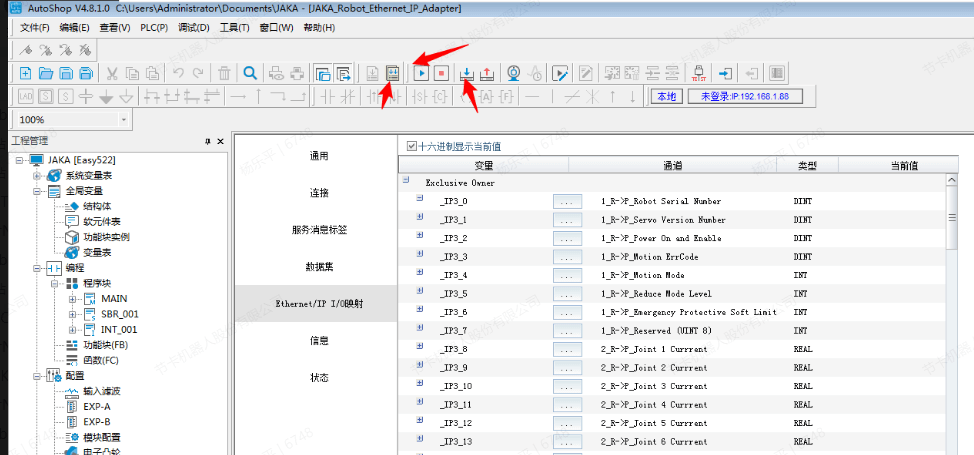 AutoShop V4.8.1.0 C:\Users\Administrator\Documents\JAKA - [JAKA_Robot_Ethernet_IP_Adapter]
文件(F) 编辑(E) 查看(V) PLC(P) 调试(D) 工具(T) 窗口(W) 帮助(H)
TEST
LAD S S S C A F
本地 未登录:IP:192.168.1.88
100%
工程管理
JAKA [Easy522]
系统变量表
全局变量
结构体
软元件表
功能块实例
变量表
编程
程序块
MAIN
SBR_001
INT_001
功能块(FB)
函数(FC)
配置
输入滤波
EXP-A
EXP-B
模块配置
电子凸轮
通用
连接
服务消息标签
数据集
Ethernet/IP I/O映射
信息
状态
十六进制显示当前值
变量 通道 类型 当前值
Exclusive Owner
_IP3_0 ... 1_R->P_Robot Serial Number DINT
_IP3_1 ... 1_R->P_Servo Version Number DINT
_IP3_2 ... 1_R->P_Power On and Enable DINT
_IP3_3 ... 1_R->P_Motion ErrCode DINT
_IP3_4 ... 1_R->P_Motion Mode INT
_IP3_5 ... 1_R->P_Reduce Mode Level INT
_IP3_6 ... 1_R->P_Emergency Protective Soft Limit INT
_IP3_7 ... 1_R->P_Reserved (UINT 8) INT
_IP3_8 ... 2_R->P_Joint 1 Currrent REAL
_IP3_9 ... 2_R->P_Joint 2 Currrent REAL
_IP3_10 ... 2_R->P_Joint 3 Currrent REAL
_IP3_11 ... 2_R->P_Joint 4 Currrent REAL
_IP3_12 ... 2_R->P_Joint 5 Currrent REAL
_IP3_13 ... 2_R->P_Joint 6 Currrent REAL